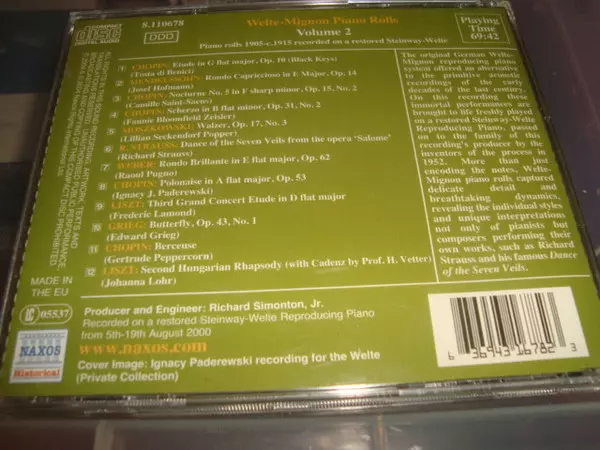 COMPACT
disc
DIGITAL AUDIO
8.110678
DDD
Welte-Mignon Piano Rolls
Volume 2
Piano rolls 1905-c.1915 recorded on a restored Steinway-Welte
Playing
Time
69:42
1 CHOPIN: Etude in G flat major, Op. 10 (Black Keys)
(Tosta di Benici)
2 MENDELSSOHN: Rondo Capriccioso in E Major, Op. 14
(Josef Hofmann)
3 CHOPIN: Nocturne No. 5 in F sharp minor, Op. 15, No. 2
(Camille Saint-Saëns)
4 CHOPIN: Scherzo in B flat minor, Op. 31, No. 2
(Fannie Bloomfield Zeisler)
5 MOSZKOWSKI: Valzer, Op. 17, No. 3
(Lillian Seckendorf Popper)
6 R. STRAUSS: Dance of the Seven Veils from the opera 'Salome'
(Richard Strauss)
7 WEBER: Rondo Brillante in E flat major, Op. 62
(Raoul Pugno)
8 CHOPIN: Polonaise in A flat major, Op. 53
(Ignacy J. Paderewski)
9 LISZT: Third Grand Concert Etude in D flat major
(Frederic Lamond)
10 GRIEG: Butterfly, Op. 43, No. 1
(Edward Grieg)
11 CHOPIN: Berceuse
(Gertrude Peppercorn)
12 LISZT: Second Hungarian Rhapsody (with Cadenz by Prof. H. Vetter)
(Johanna Lohr)
The original German Welte-
Mignon reproducing piano
system offered an alternative
to the primitive acoustic
recordings of the early
decades of the last century.
On this recording these
immortal performances are
brought to life freshly played
on a restored Steinway-Welte
Reproducing Piano, passed
on to the family of this
recording's producer by the
inventors of the process in
1952. More than just
encoding the notes, Welte-
Mignon piano rolls captured
delicate detail and
breathtaking dynamics,
revealing the individual styles
and unique interpretations
not only of pianists but
composers performing their
own works, such as Richard
Strauss and his famous Dance
of the Seven Veils.
MADE IN
THE EU
LC 05537
NAXOS
Historical
Producer and Engineer: Richard Simonton, Jr.
Recorded on a restored Steinway-Welte Reproducing Piano
from 5th-19th August 2000
www.naxos.com
Cover Image: Ignacy Paderewski recording for the Welte
(Private Collection)
6 36943 16782 3